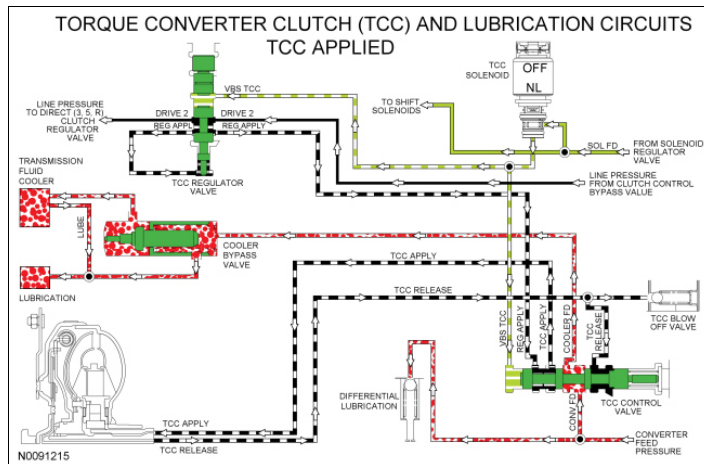 TORQUE CONVERTER CLUTCH (TCC) AND LUBRICATION CIRCUITS
TCC APPLIED
TCC
SOLENOID
OFF
NL
VBS TCC
TO SHIFT
SOLENOIDS
LINE PRESSURE
TO DIRECT (3, 5, R)
CLUTCH
REGULATOR
VALVE
DRIVE 2
DRIVE 2
REG APPLY
REG APPLY
SOL FD
FROM SOLENOID
REGULATOR
VALVE
TCC REGULATOR
VALVE
LINE PRESSURE
FROM CLUTCH CONTROL
BYPASS VALUE
TRANSMISSION
FLUID
COOLER
LUBE
COOLER
BYPASS
VALVE
LUBRICATION
TCC APPLY
TCC RELEASE
TCC BLOW
OFF VALVE
VBS TCC
REG APPLY
TCC APPLY
COOLER FD
TCC
RELEASE
DIFFERENTIAL
LUBRICATION
TCC CONTROL
VALVE
CONV FD
TCC APPLY
TCC RELEASE
CONVERTER
FEED
PRESSURE
N0091215